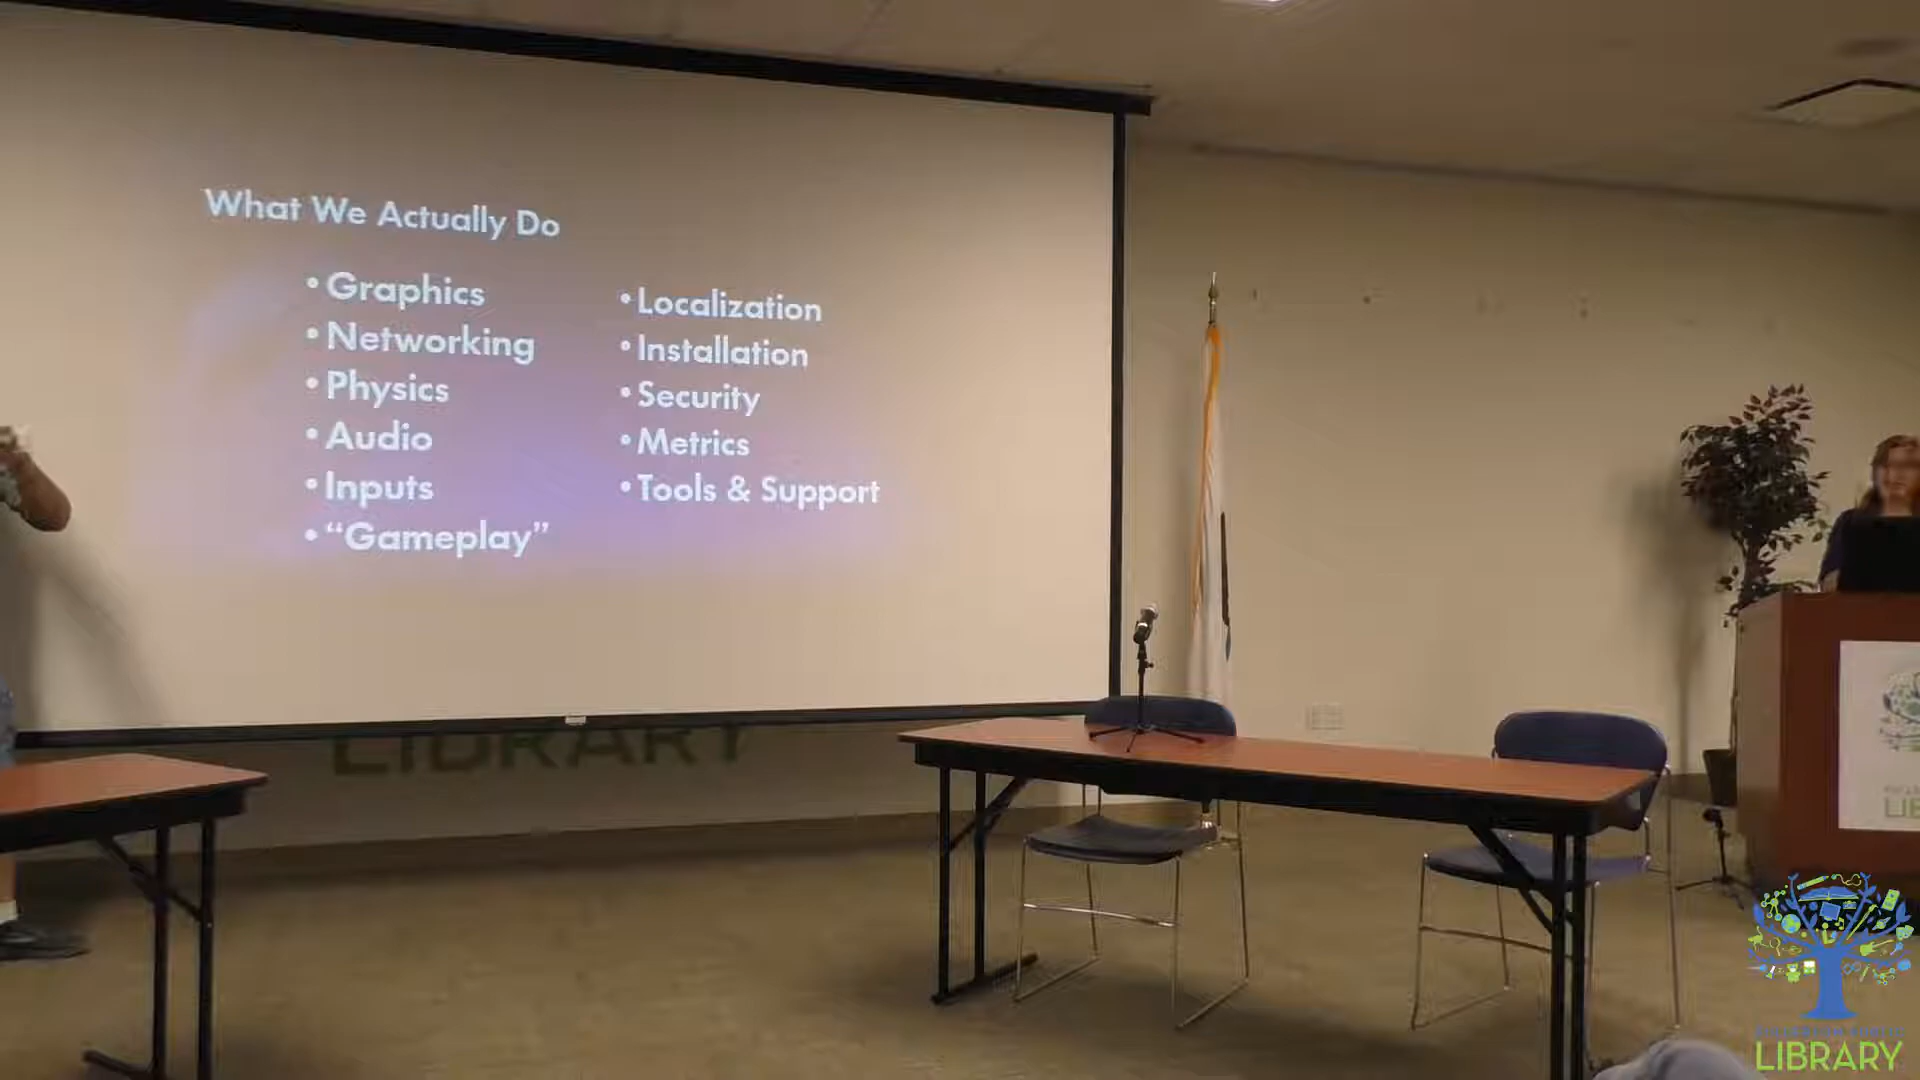 What We Actually Do
• Graphics
• Networking
• Physics
• Audio
• Inputs
• “Gameplay”
• Localization
• Installation
• Security
• Metrics
• Tools & Support
LIBRARY
LIBRARY